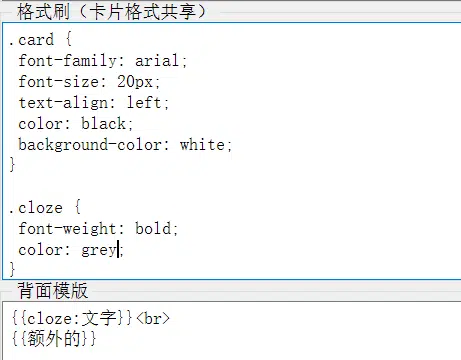 格式刷（卡片格式共享）
.card {
 font-family: arial;
 font-size: 20px;
 text-align: left;
 color: black;
 background-color: white;
}

.cloze {
 font-weight: bold;
 color: grey;
}
背面模版
{{cloze:文字}}<br>
{{额外的}}